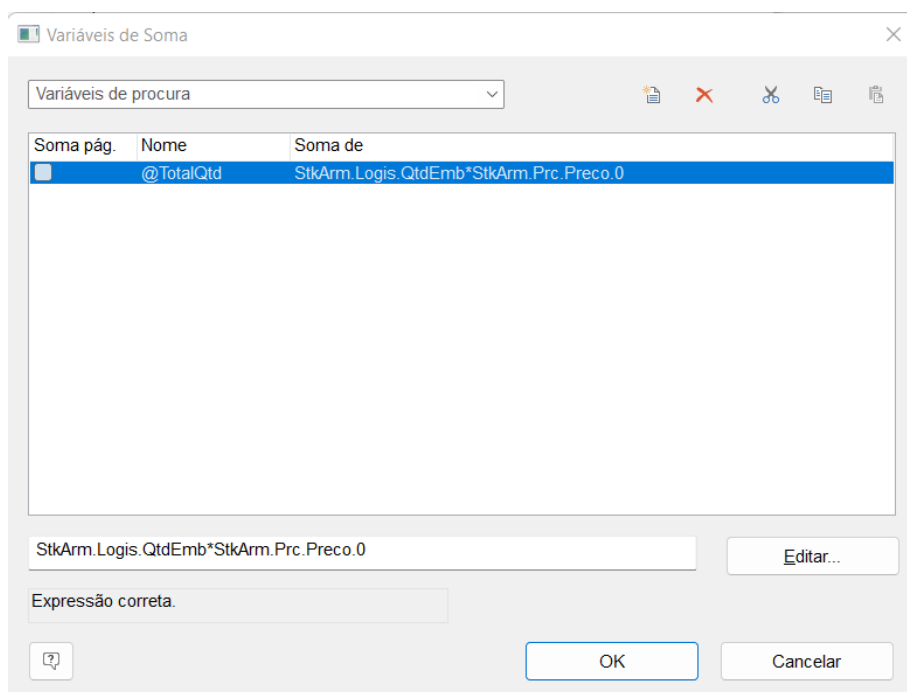 Variáveis de Soma
Variáveis de procura
Soma pág. Nome Soma de
@TotalQtd StkArm.Logis.QtdEmb*StkArm.Prc.Preco.0
StkArm.Logis.QtdEmb*StkArm.Prc.Preco.0
Editar...
Expressão correta.
OK Cancelar